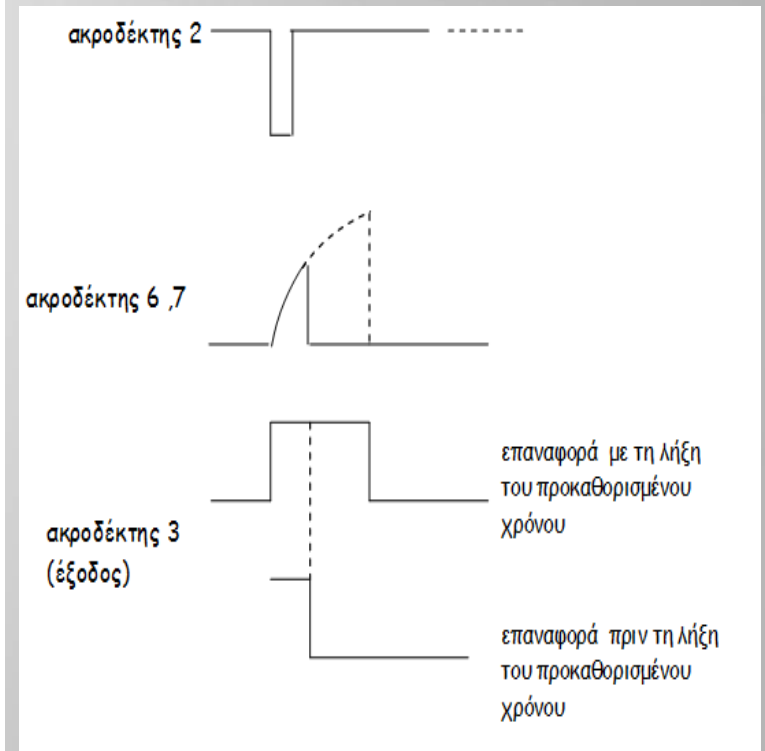 ακροδέκτης 2
ακροδέκτης 6 ,7
επαναφορά με τη λήξη
του προκαθορισμένου
χρόνου
ακροδέκτης 3
(έξοδος)
επαναφορά πριν τη λήξη
του προκαθορισμένου
χρόνου